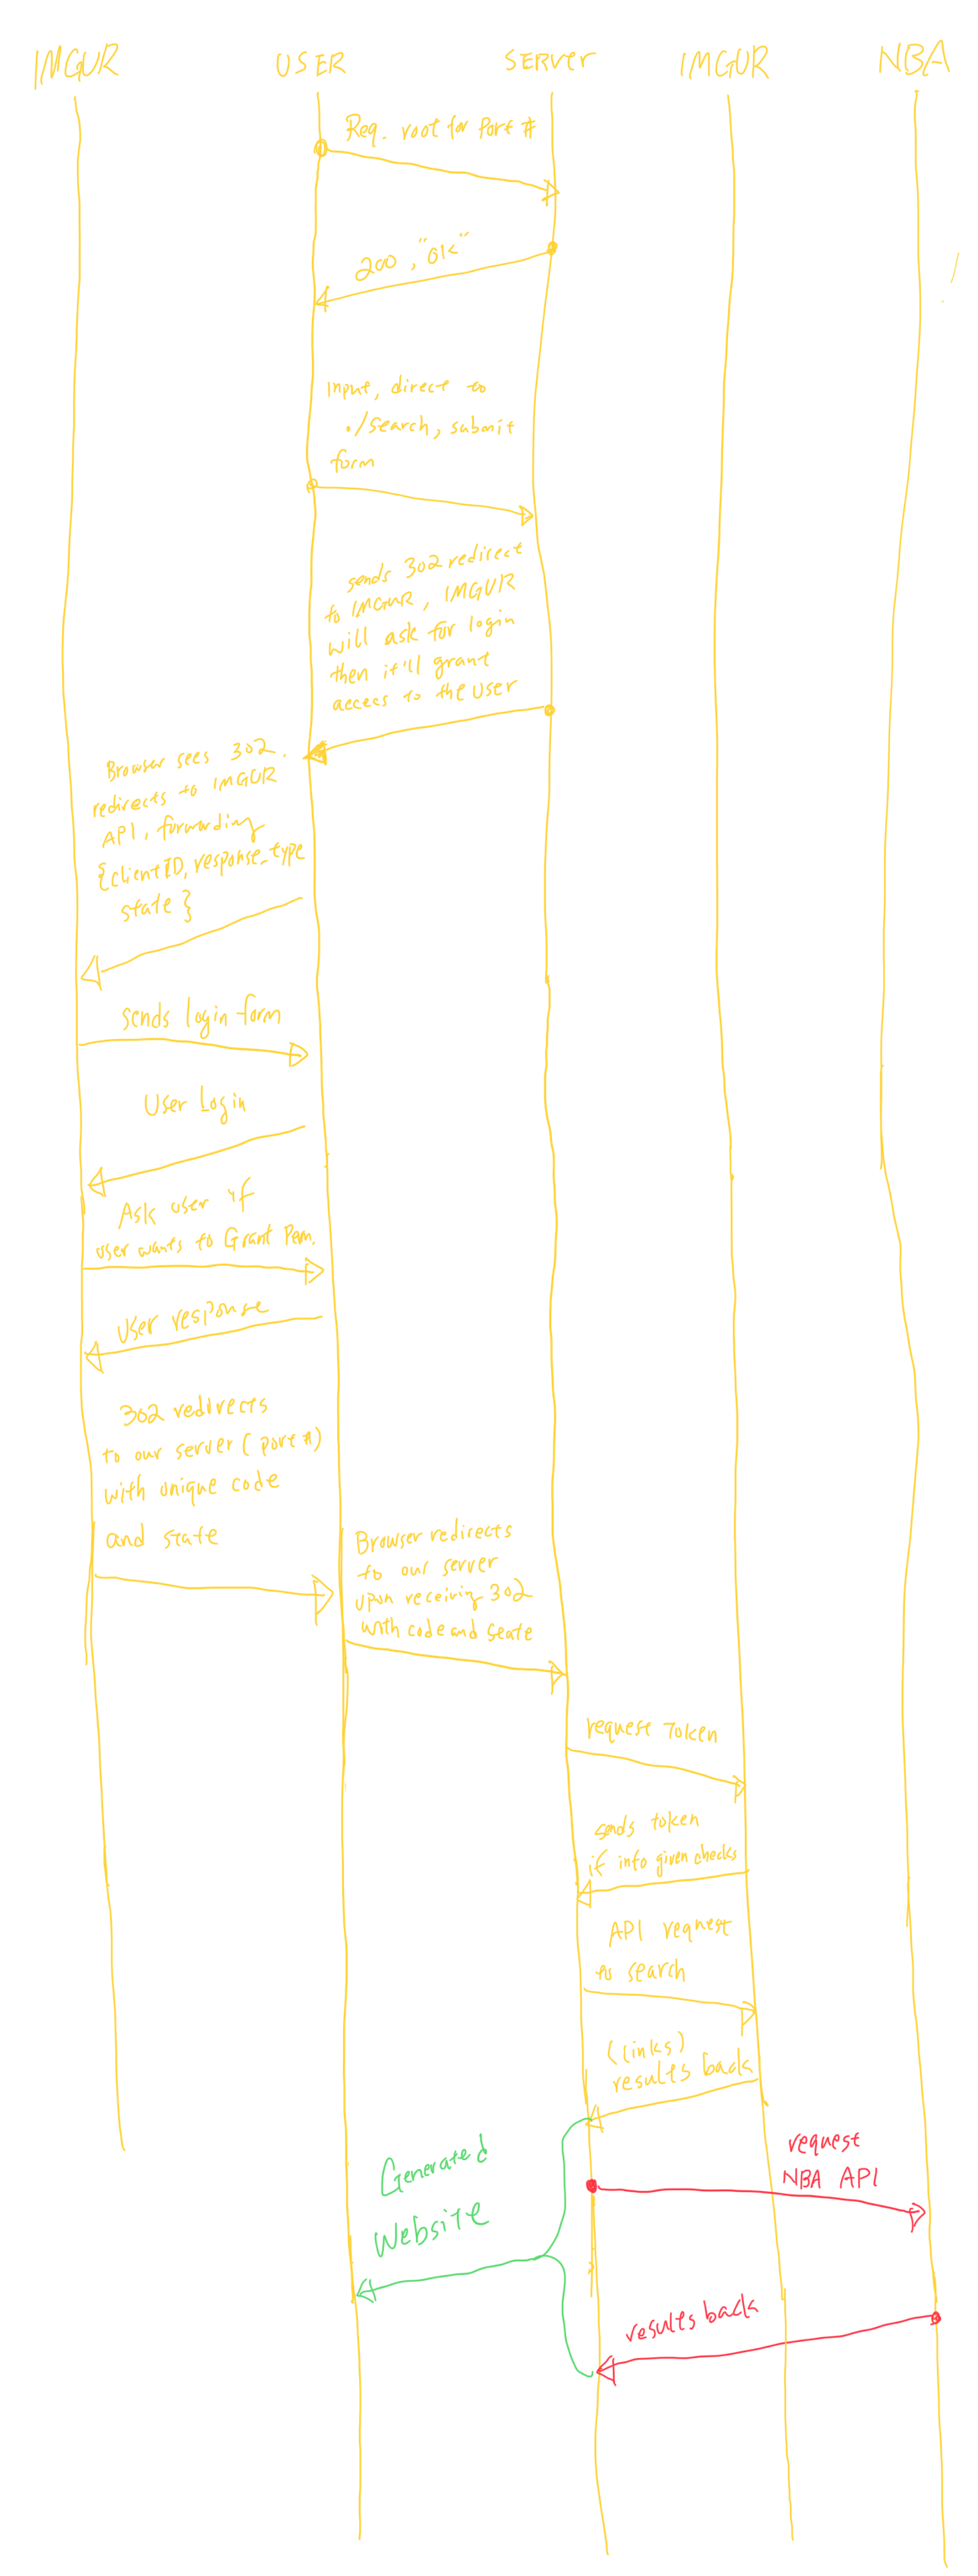 IMGUR
USER
SERVEr
IMGUR
NBA
Req. root for Port #
200, "OK"
Input, direct to
./search, submit
form
sends 302 redirect
to IMGUR, IMGUR
will ask for login
then it'll grant
access to the User
Browser sees 302.
redirects to IMGUR
API, forwarding
{clientID, response_type
state}
sends login form
User Login
Ask user if
user wants to Grant Perm.
User response
302 redirects
to our server (port #)
with unique code
and state
Browser redirects
to our server
upon receiving 302
with code and state
request Token
sends token
if info given checks
API request
to search
(links)
results back
request
NBA API
Generated
Website
results back